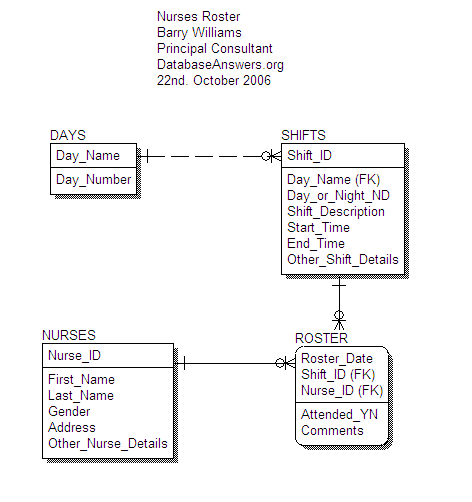 Nurses Roster
Barry Williams
Principal Consultant
DatabaseAnswers.org
22nd. October 2006
DAYS
Day_Name
Day_Number
SHIFTS
Shift_ID
Day_Name (FK)
Day_or_Night_ND
Shift_Description
Start_Time
End_Time
Other_Shift_Details
NURSES
Nurse_ID
First_Name
Last_Name
Gender
Address
Other_Nurse_Details
ROSTER
Roster_Date
Shift_ID (FK)
Nurse_ID (FK)
Attended_YN
Comments